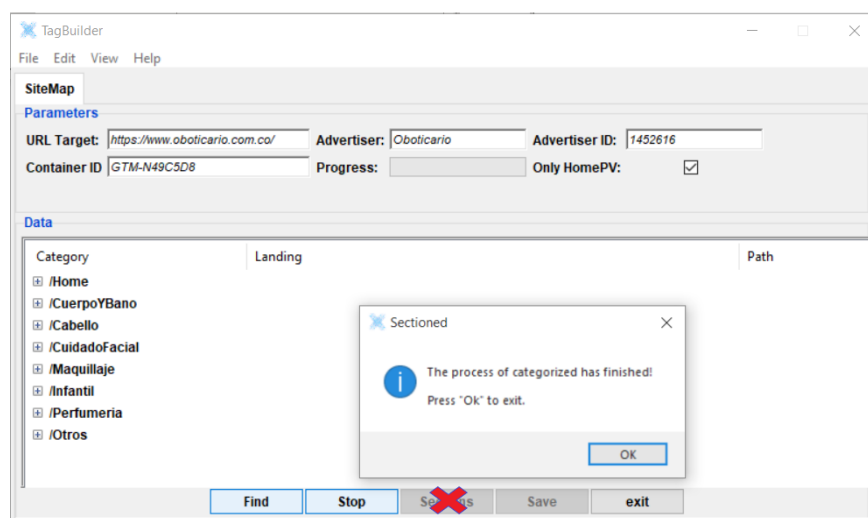 TagBuilder
File Edit View Help
SiteMap
Parameters
URL Target: https://www.oboticario.com.co/ Advertiser: Oboticario Advertiser ID: 1452616
Container ID GTM-N49C5D8 Progress: Only HomePV:
Data
Category Landing Path
/Home
/CuerpoYBano
/Cabello
/CuidadoFacial
/Maquillaje
/Infantil
/Perfumeria
/Otros
Sectioned
The process of categorized has finished!
Press "Ok" to exit.
OK
Find Stop Save exit